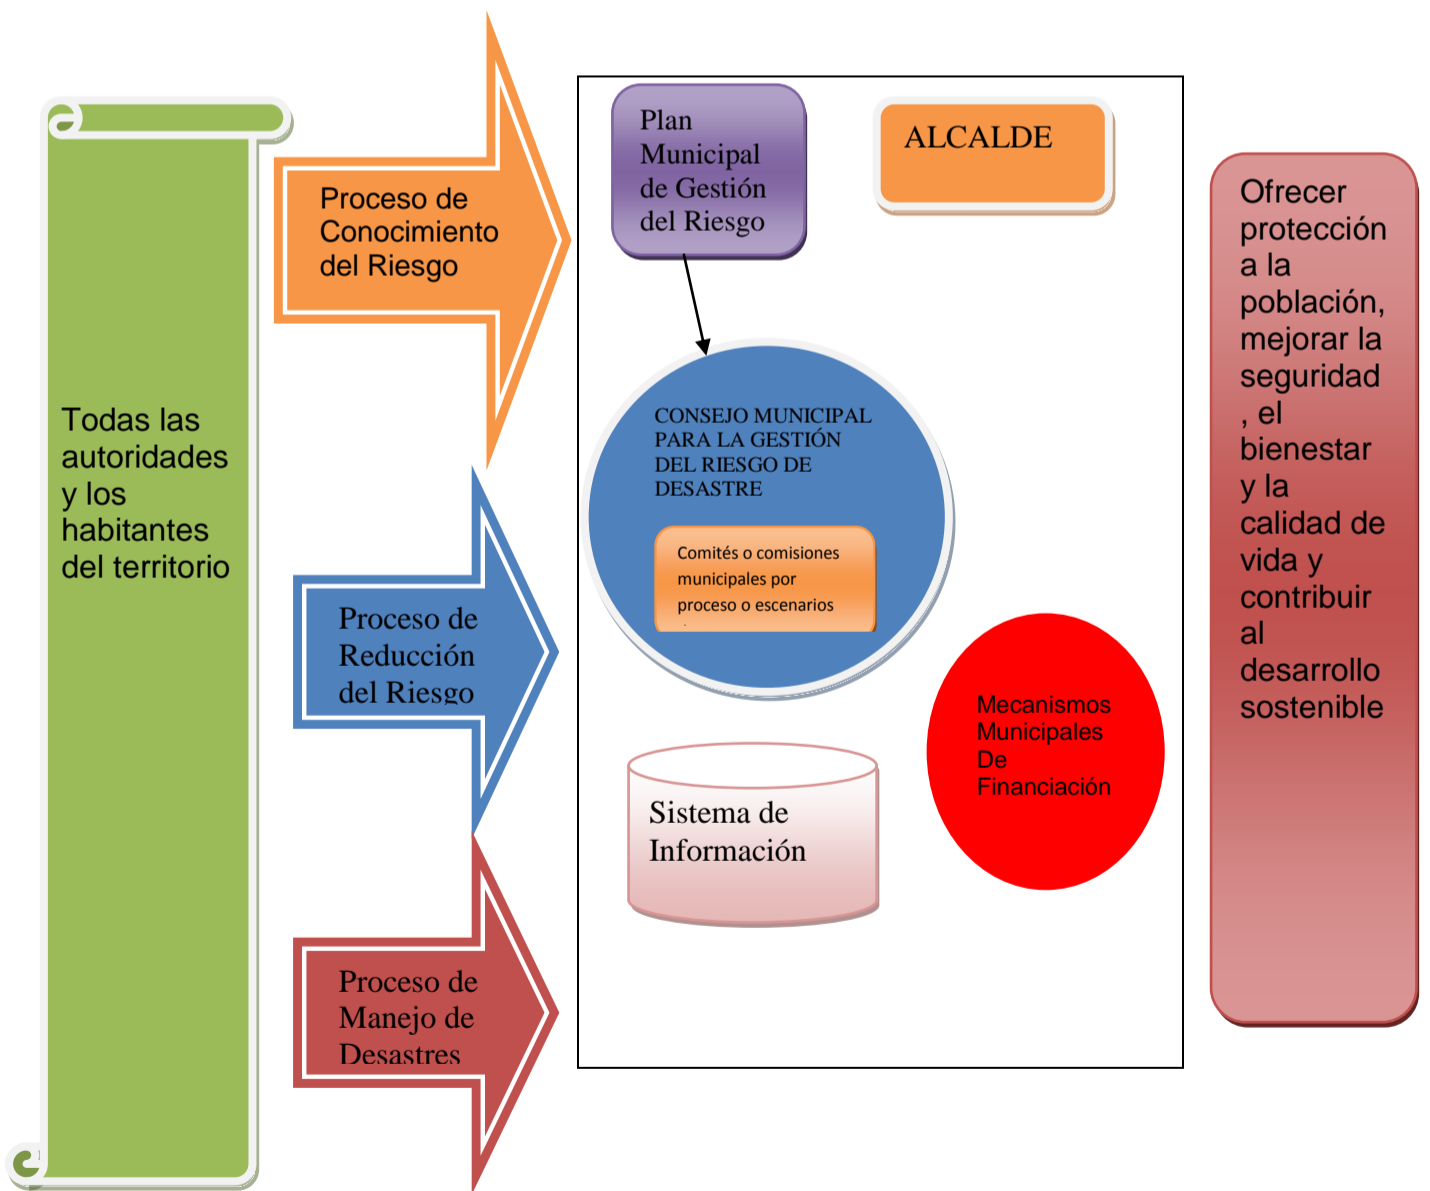 Todas las
autoridades
y los
habitantes
del territorio
Proceso de
Conocimiento
del Riesgo
Proceso de
Reducción
del Riesgo
Proceso de
Manejo de
Desastres
Plan
Municipal
de Gestión
del Riesgo
ALCALDE
CONSEJO MUNICIPAL
PARA LA GESTIÓN
DEL RIESGO DE
DESASTRE
Comités o comisiones
municipales por
proceso o escenarios
Mecanismos
Municipales
De
Financiación
Sistema de
Información
Ofrecer
protección
a la
población,
mejorar la
seguridad
, el
bienestar
y la
calidad de
vida y
contribuir
al
desarrollo
sostenible